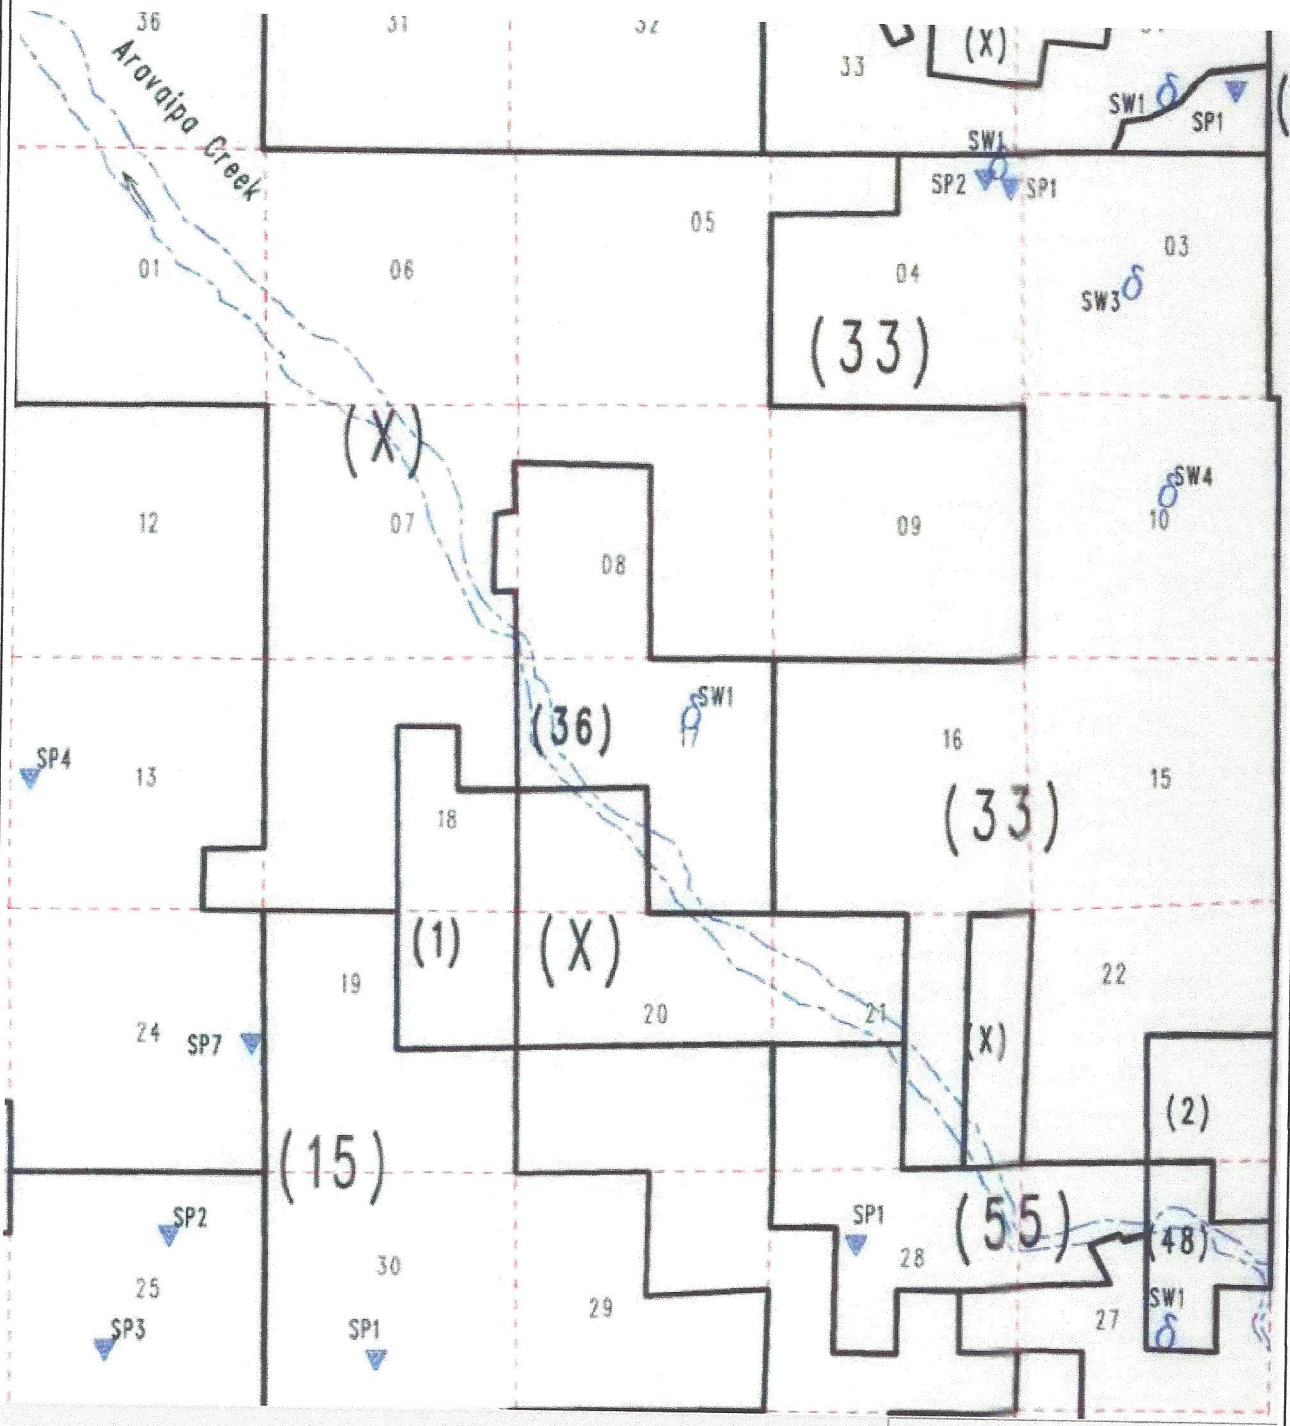 36
31
32
33
(X)
SW1
SP1
Aravaipa Creek
SW1
SP2
SP1
01
06
05
04
03
SW3
(33)
(X)
12
07
08
09
SW4
10
(36)
SW1
17
SP4
13
18
16
15
(33)
(1)
(X)
19
20
21
22
24
SP7
(X)
(2)
(15)
SP2
SP1
(55)
(48)
28
25
30
29
SW1
27
SP3
SP1